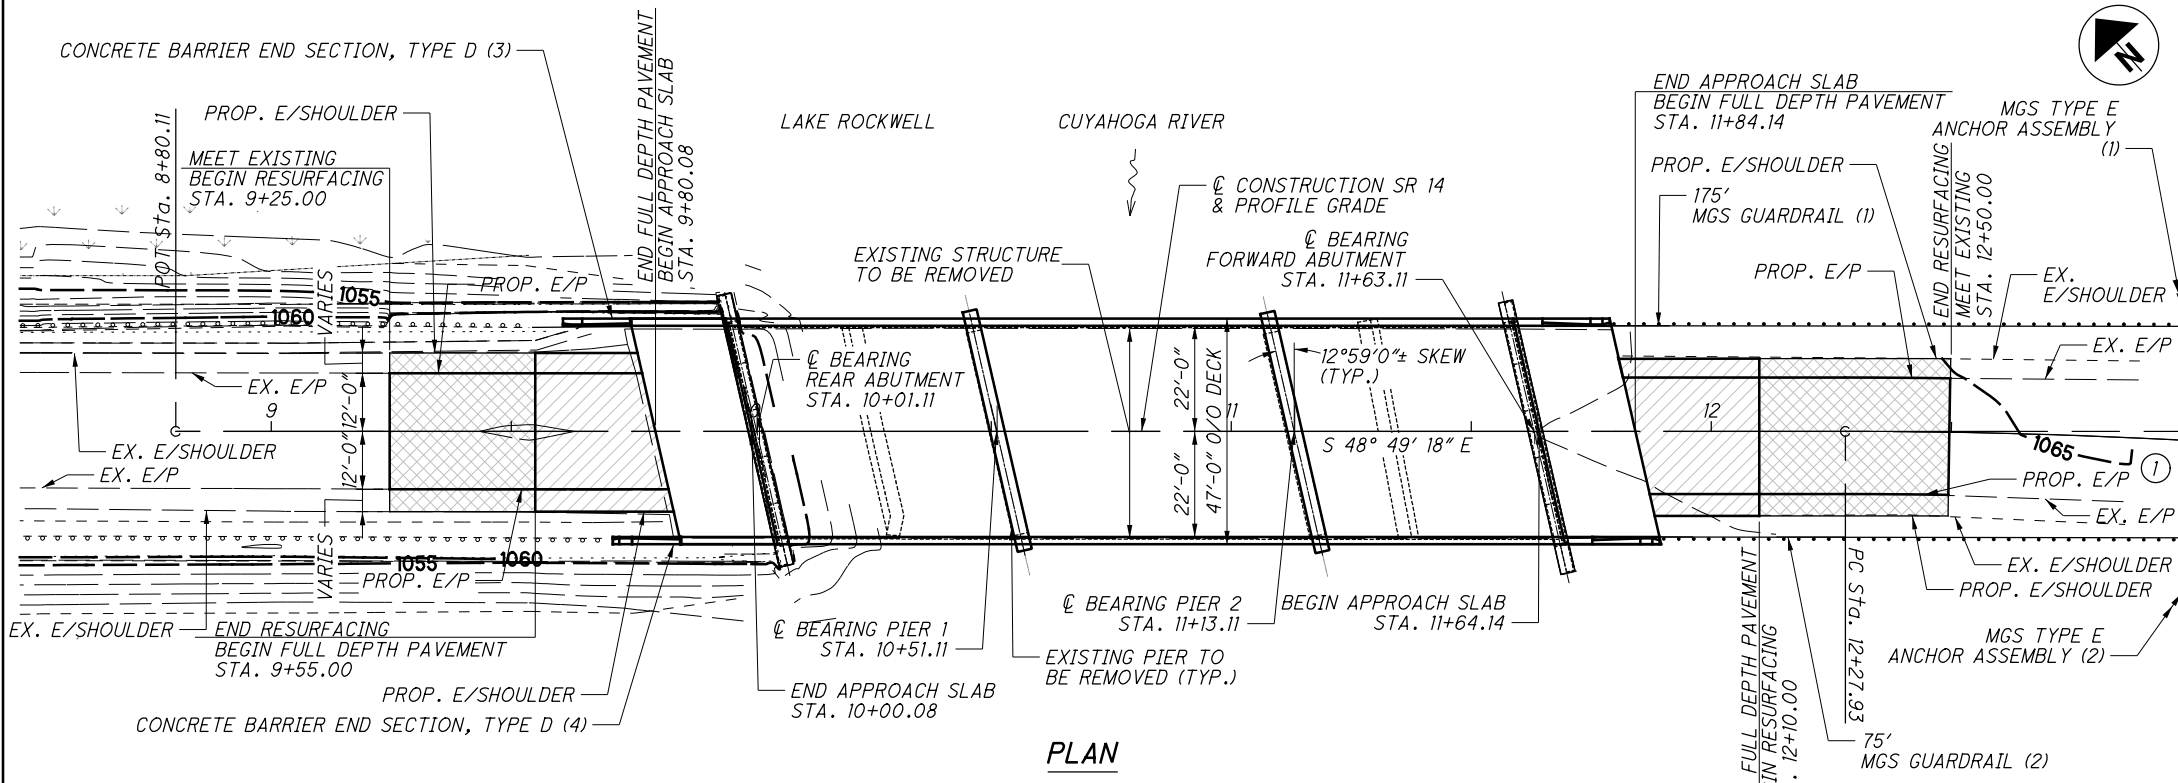 CONCRETE BARRIER END SECTION, TYPE D (3)
PROP. E/SHOULDER
POT Sta. 8+80.11
MEET EXISTING
BEGIN RESURFACING
STA. 9+25.00
END FULL DEPTH PAVEMENT
BEGIN APPROACH SLAB
STA. 9+80.08
LAKE ROCKWELL
CUYAHOGA RIVER
℄ CONSTRUCTION SR 14
& PROFILE GRADE
EXISTING STRUCTURE
TO BE REMOVED
℄ BEARING
FORWARD ABUTMENT
STA. 11+63.11
END APPROACH SLAB
BEGIN FULL DEPTH PAVEMENT
STA. 11+84.14
N
MGS TYPE E
ANCHOR ASSEMBLY
(1)
PROP. E/SHOULDER
175'
MGS GUARDRAIL (1)
END RESURFACING
MEET EXISTING
STA. 12+50.00
PROP. E/P
EX.
E/SHOULDER
EX. E/P
PROP. E/P
1055
1060
VARIES
EX. E/P
9
12'-0"
12'-0"
EX. E/SHOULDER
EX. E/P
VARIES
℄ BEARING
REAR ABUTMENT
STA. 10+01.11
22'-0"
22'-0"
47'-0" O/O DECK
12°59'0"± SKEW
(TYP.)
11
S 48° 49' 18" E
12
1065
1
PROP. E/P
EX. E/P
EX. E/SHOULDER
PROP. E/SHOULDER
1055
1060
PROP. E/P
EX. E/SHOULDER
END RESURFACING
BEGIN FULL DEPTH PAVEMENT
STA. 9+55.00
PROP. E/SHOULDER
CONCRETE BARRIER END SECTION, TYPE D (4)
℄ BEARING PIER 1
STA. 10+51.11
END APPROACH SLAB
STA. 10+00.08
EXISTING PIER TO
BE REMOVED (TYP.)
℄ BEARING PIER 2
STA. 11+13.11
BEGIN APPROACH SLAB
STA. 11+64.14
FULL DEPTH PAVEMENT
IN RESURFACING
. 12+10.00
PC Sta. 12+27.93
75'
MGS GUARDRAIL (2)
MGS TYPE E
ANCHOR ASSEMBLY (2)
PLAN